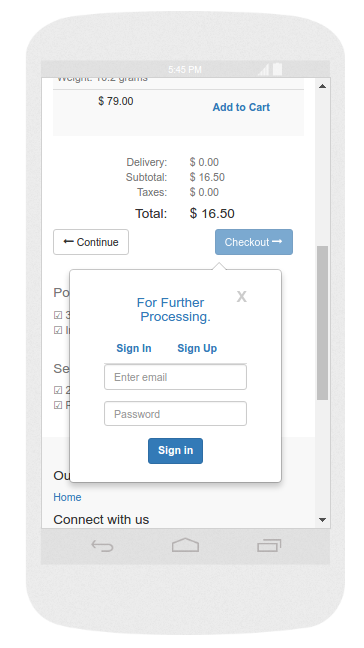 5:45 PM
Weight: 10.2 grams
$ 79.00
Add to Cart
Delivery: $ 0.00
Subtotal: $ 16.50
Taxes: $ 0.00
Total: $ 16.50
← Continue
Checkout →
For Further
Processing.
X
Sign In
Sign Up
Enter email
Password
Sign in
Po
3
Se
2
Ou
Home
Connect with us